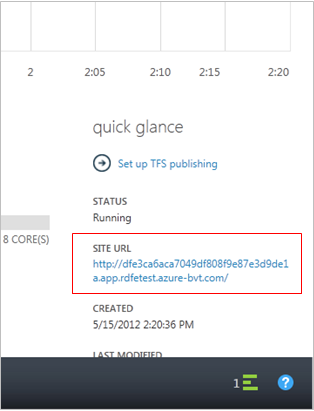 2 2:05 2:10 2:15 2:20
quick glance
Set up TFS publishing
STATUS
Running
8 CORE(S)
SITE URL
http://dfe3ca6aca7049df808f9e87e3d9de1
a.app.rdfetest.azure-bvt.com/
CREATED
5/15/2012 2:20:36 PM
LAST MODIFIED
1
?